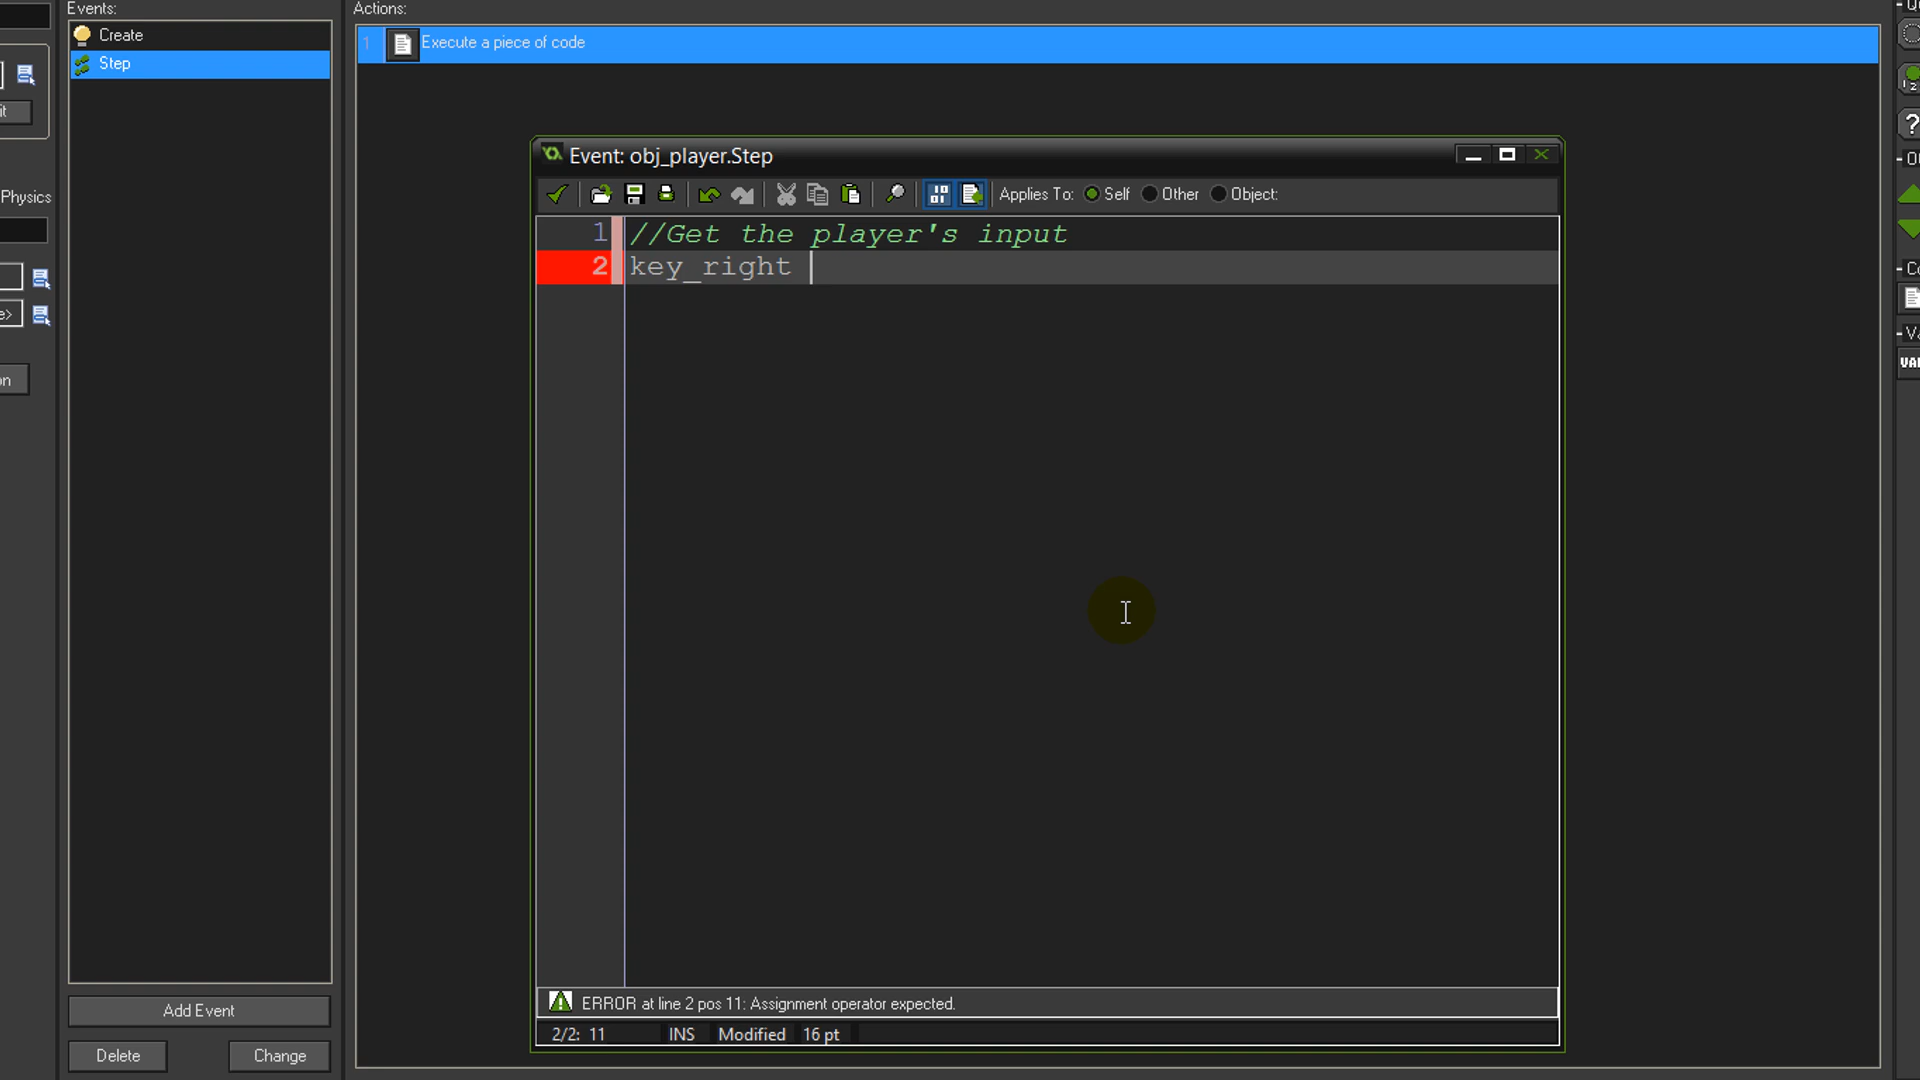 Events:
Actions:
Create
Step
1
Execute a piece of code
it
Physics
e>
on
Event: obj_player.Step
Applies To: Self Other Object:
1 //Get the player's input
2 key_right
ERROR at line 2 pos 11: Assignment operator expected.
2/2: 11 INS Modified 16 pt
Add Event
Delete
Change